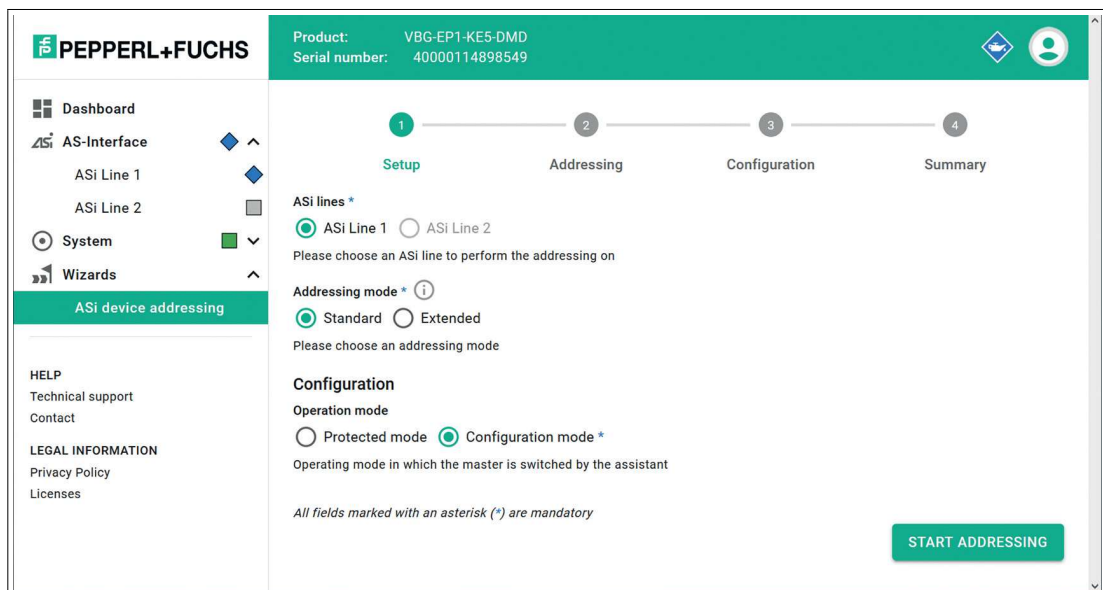 PEPPERL+FUCHS
Product: VBG-EP1-KE5-DMD
Serial number: 40000114898549
Dashboard
ASi AS-Interface
ASi Line 1
ASi Line 2
System
Wizards
ASi device addressing
HELP
Technical support
Contact
LEGAL INFORMATION
Privacy Policy
Licenses
1 2 3 4
Setup Addressing Configuration Summary
ASi lines *
ASi Line 1 ASi Line 2
Please choose an ASi line to perform the addressing on
Addressing mode * i
Standard Extended
Please choose an addressing mode
Configuration
Operation mode
Protected mode Configuration mode *
Operating mode in which the master is switched by the assistant
All fields marked with an asterisk (*) are mandatory
START ADDRESSING